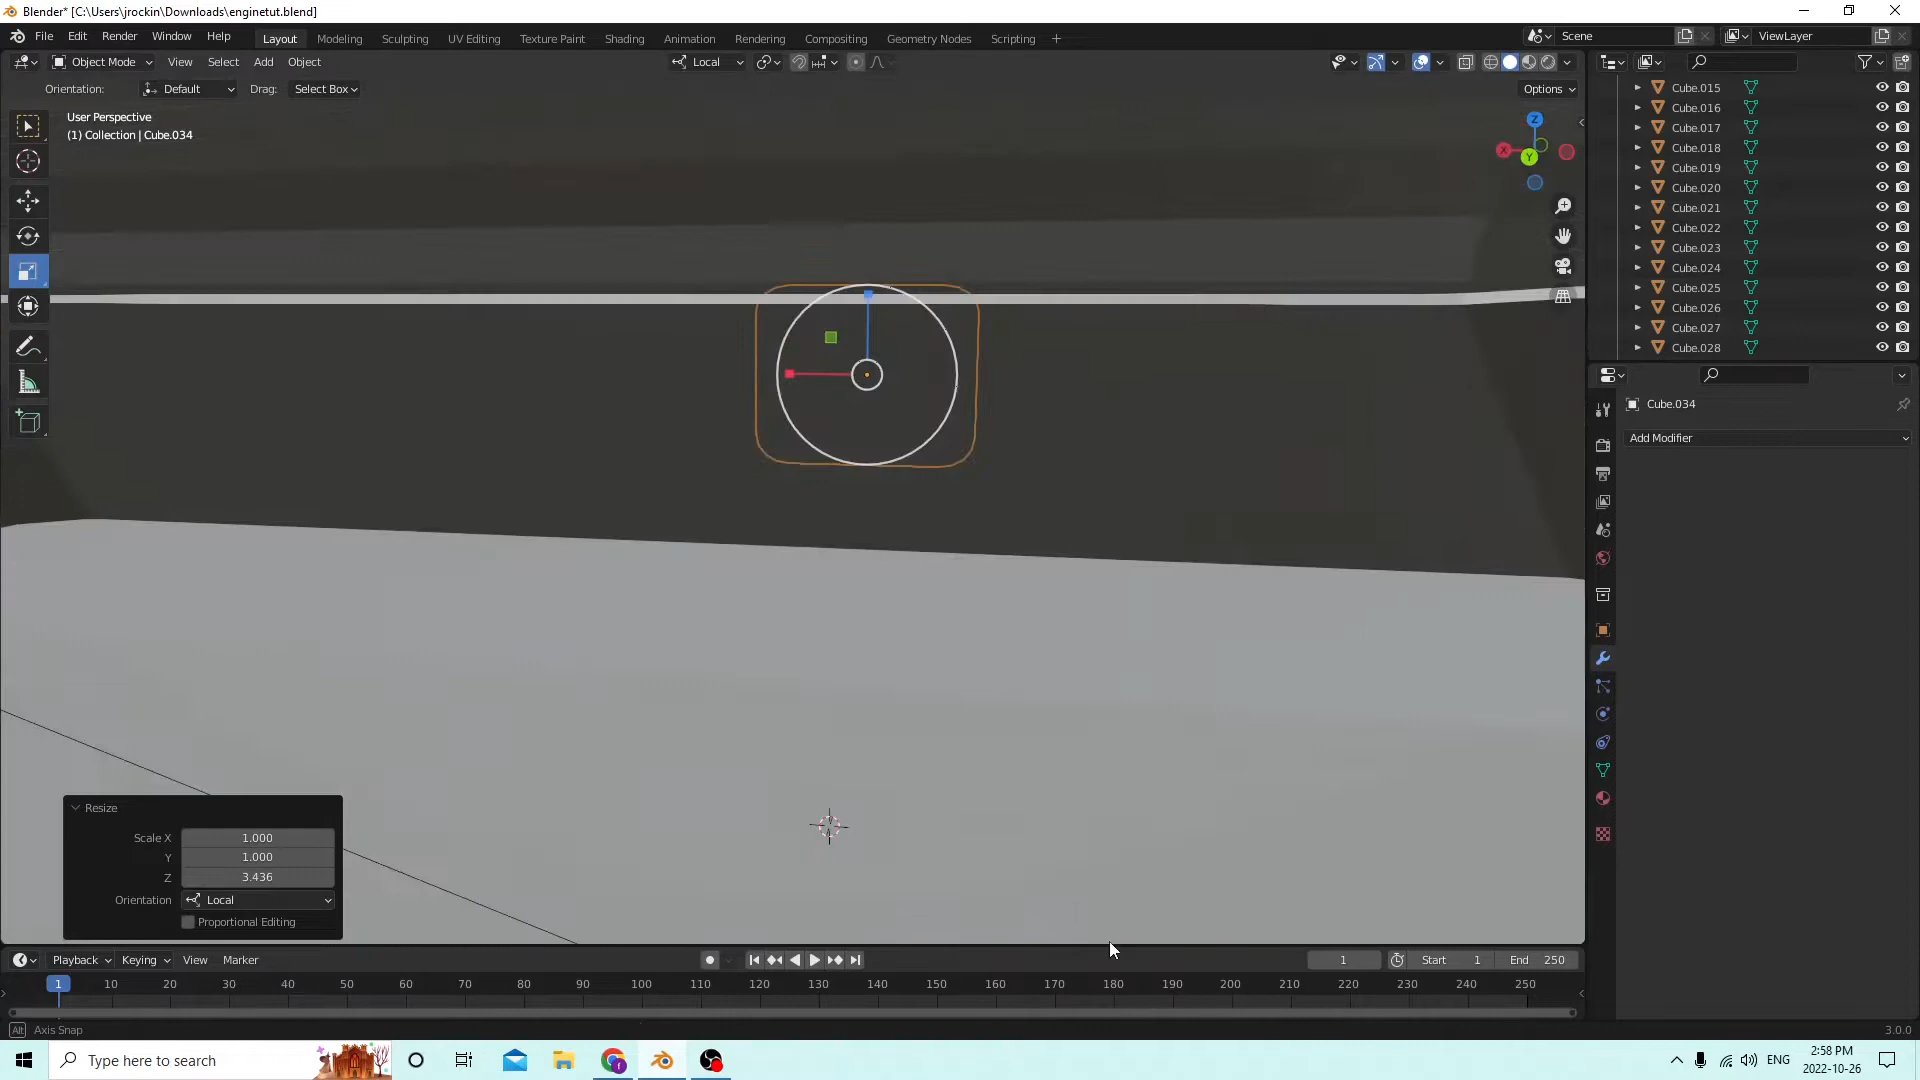 Blender* [C:\Users\jrockin\Downloads\enginetut.blend]
File Edit Render Window Help
Layout Modeling Sculpting UV Editing Texture Paint Shading Animation Rendering Compositing Geometry Nodes Scripting +
Scene
ViewLayer
Object Mode View Select Add Object
Local
Orientation: Default Drag: Select Box
Options
User Perspective
(1) Collection | Cube.034
Z
X
Y
Cube.015
Cube.016
Cube.017
Cube.018
Cube.019
Cube.020
Cube.021
Cube.022
Cube.023
Cube.024
Cube.025
Cube.026
Cube.027
Cube.028
Cube.034
Add Modifier
Resize
Scale X 1.000
Y 1.000
Z 3.436
Orientation Local
Proportional Editing
Playback Keying View Marker
1 Start 1 End 250
1 10 20 30 40 50 60 70 80 90 100 110 120 130 140 150 160 170 180 190 200 210 220 230 240 250
Alt Axis Snap
3.0.0
Type here to search
ENG
2:58 PM
2022-10-26